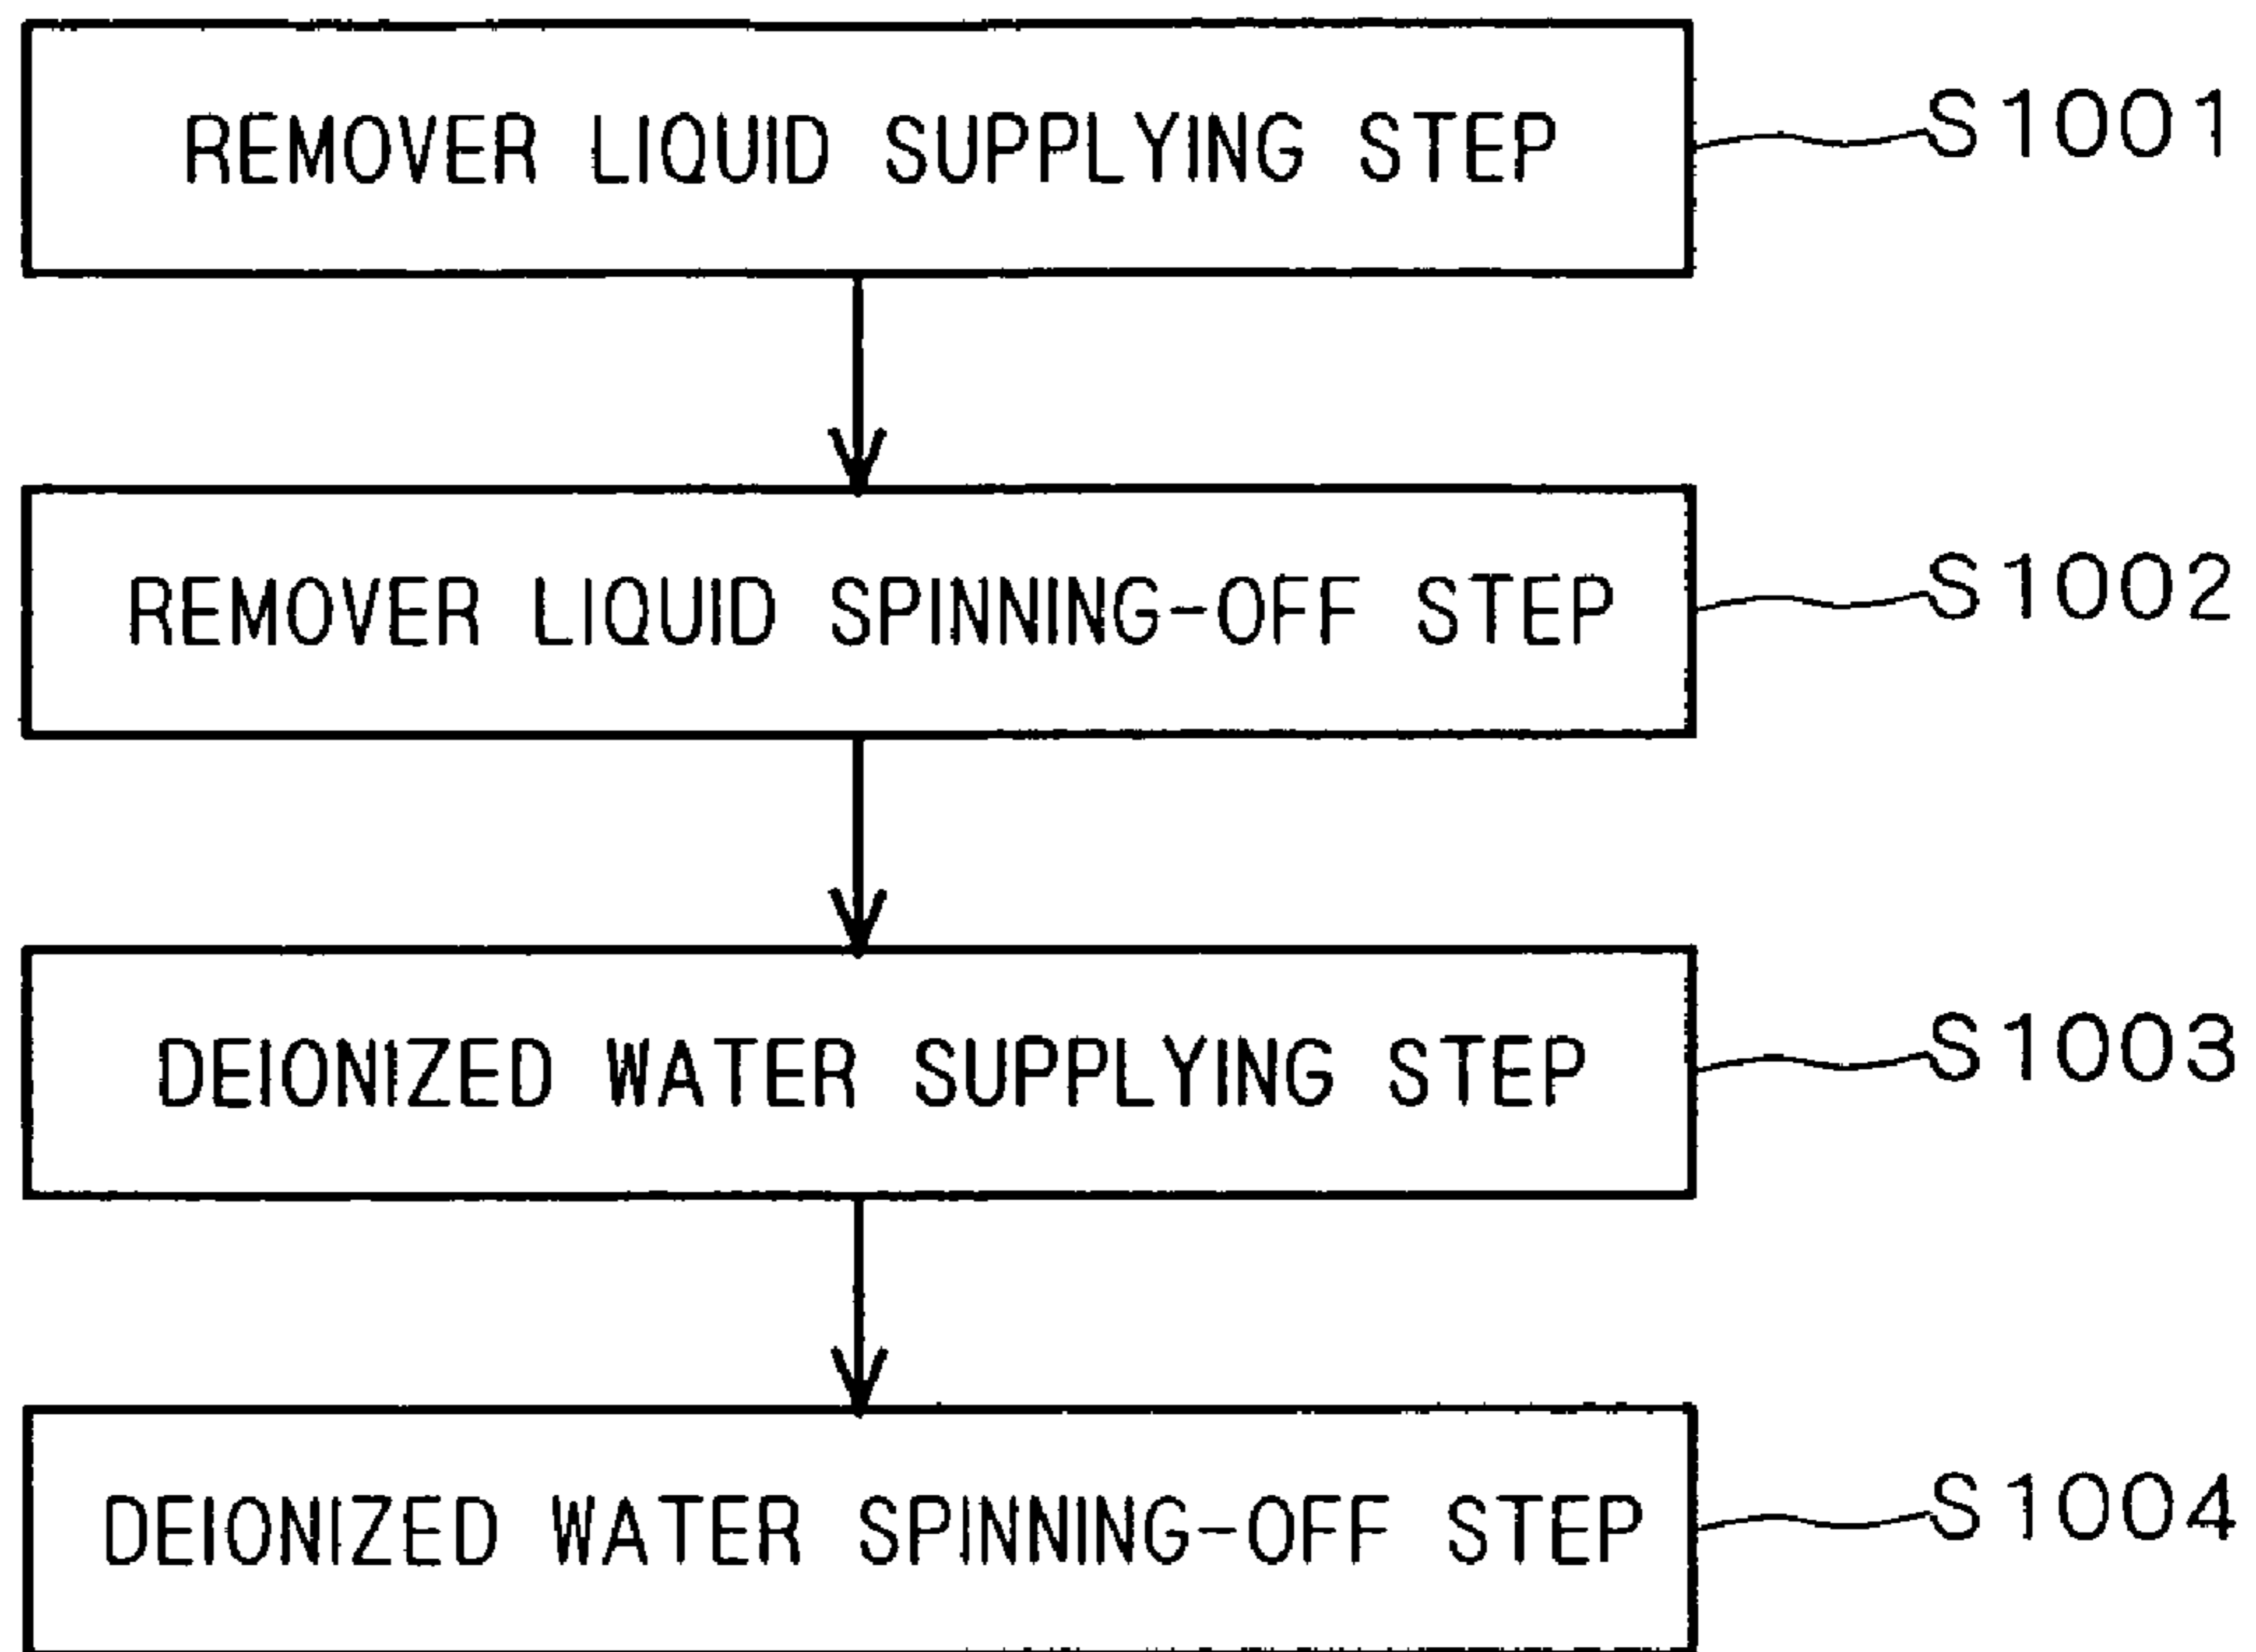 REMOVER LIQUID SUPPLYING STEP S1001
REMOVER LIQUID SPINNING-OFF STEP S1002
DEIONIZED WATER SUPPLYING STEP S1003
DEIONIZED WATER SPINNING-OFF STEP S1004